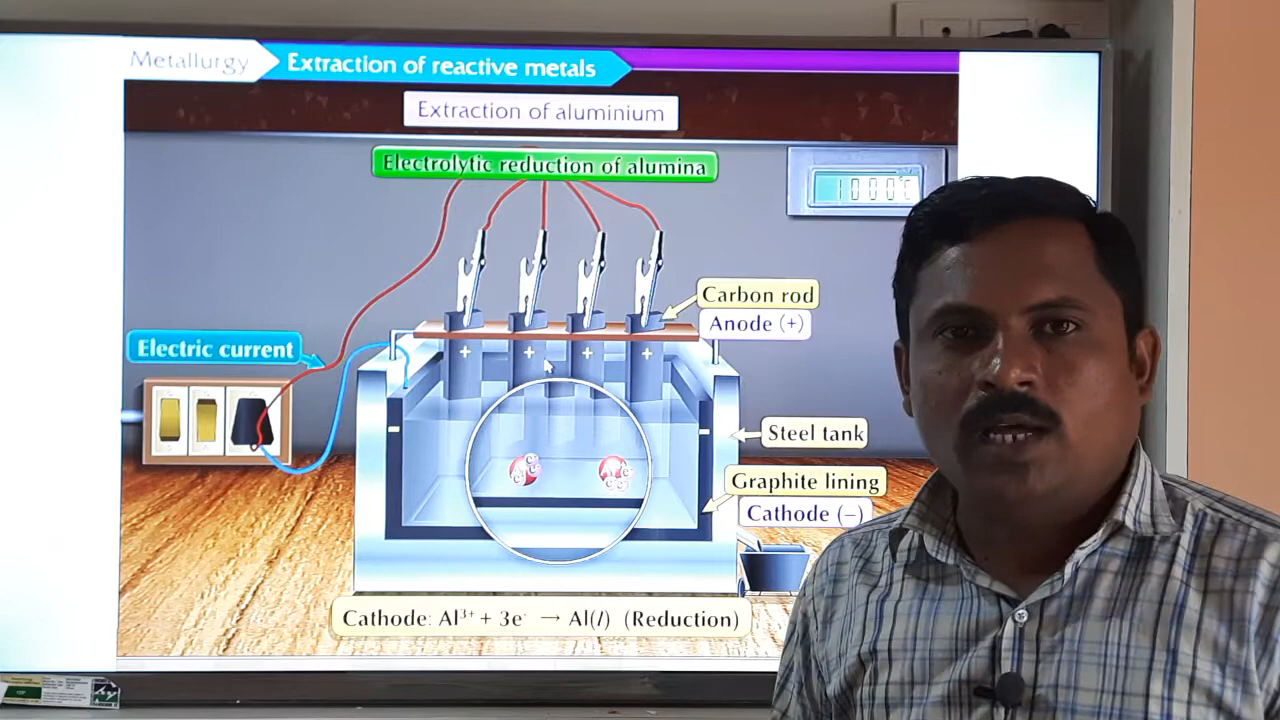 Metallurgy
Extraction of reactive metals
Extraction of aluminium
Electrolytic reduction of alumina
1000°C
Carbon rod
Anode (+)
Electric current
+ + + +
Steel tank
Graphite lining
Cathode (−)
Cathode: Al³⁺ + 3e⁻ → Al(l) (Reduction)